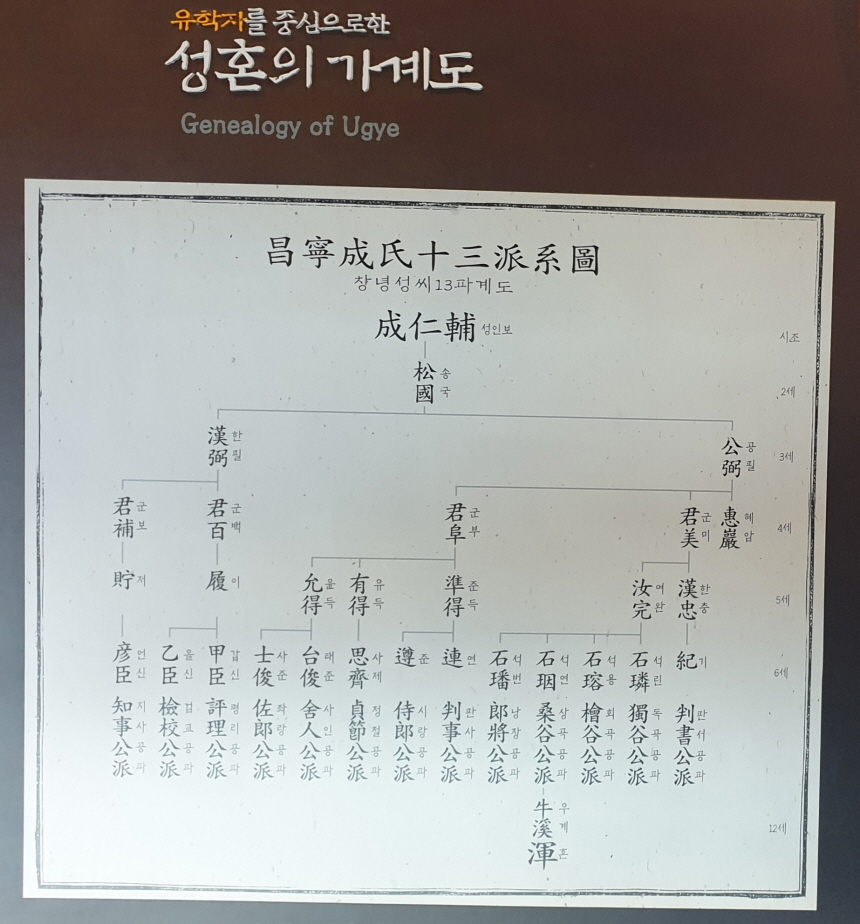 유학자를 중심으로한
성혼의 가계도
Genealogy of Ugye
昌寧成氏十三派系圖
창녕성씨13파계도
成仁輔 성인보 시조
松國 송국 2세
漢弼 한필 公弼 공필 3세
君補 군보 君百 군백 君阜 군부 君美 군미 惠巖 혜암 4세
貯 저 履 이 允得 윤득 有得 유득 準得 준득 汝完 여완 漢忠 한충 5세
彦臣 언신 乙臣 을신 甲臣 갑신 士俊 사준 台俊 태준 思齊 사제 遵 준 連 연 石璠 석번 石珚 석연 石瑢 석용 石璘 석린 紀 기 6세
知事公派 지사공파 檢校公派 검교공파 評理公派 평리공파 佐郎公派 좌랑공파 舍人公派 사인공파 貞節公派 정절공파 侍郎公派 시랑공파 判事公派 판사공파 郎將公派 낭장공파 桑谷公派 상곡공파 檜谷公派 회곡공파 獨谷公派 독곡공파 判書公派 판서공파
牛溪 우계 渾 혼 12세